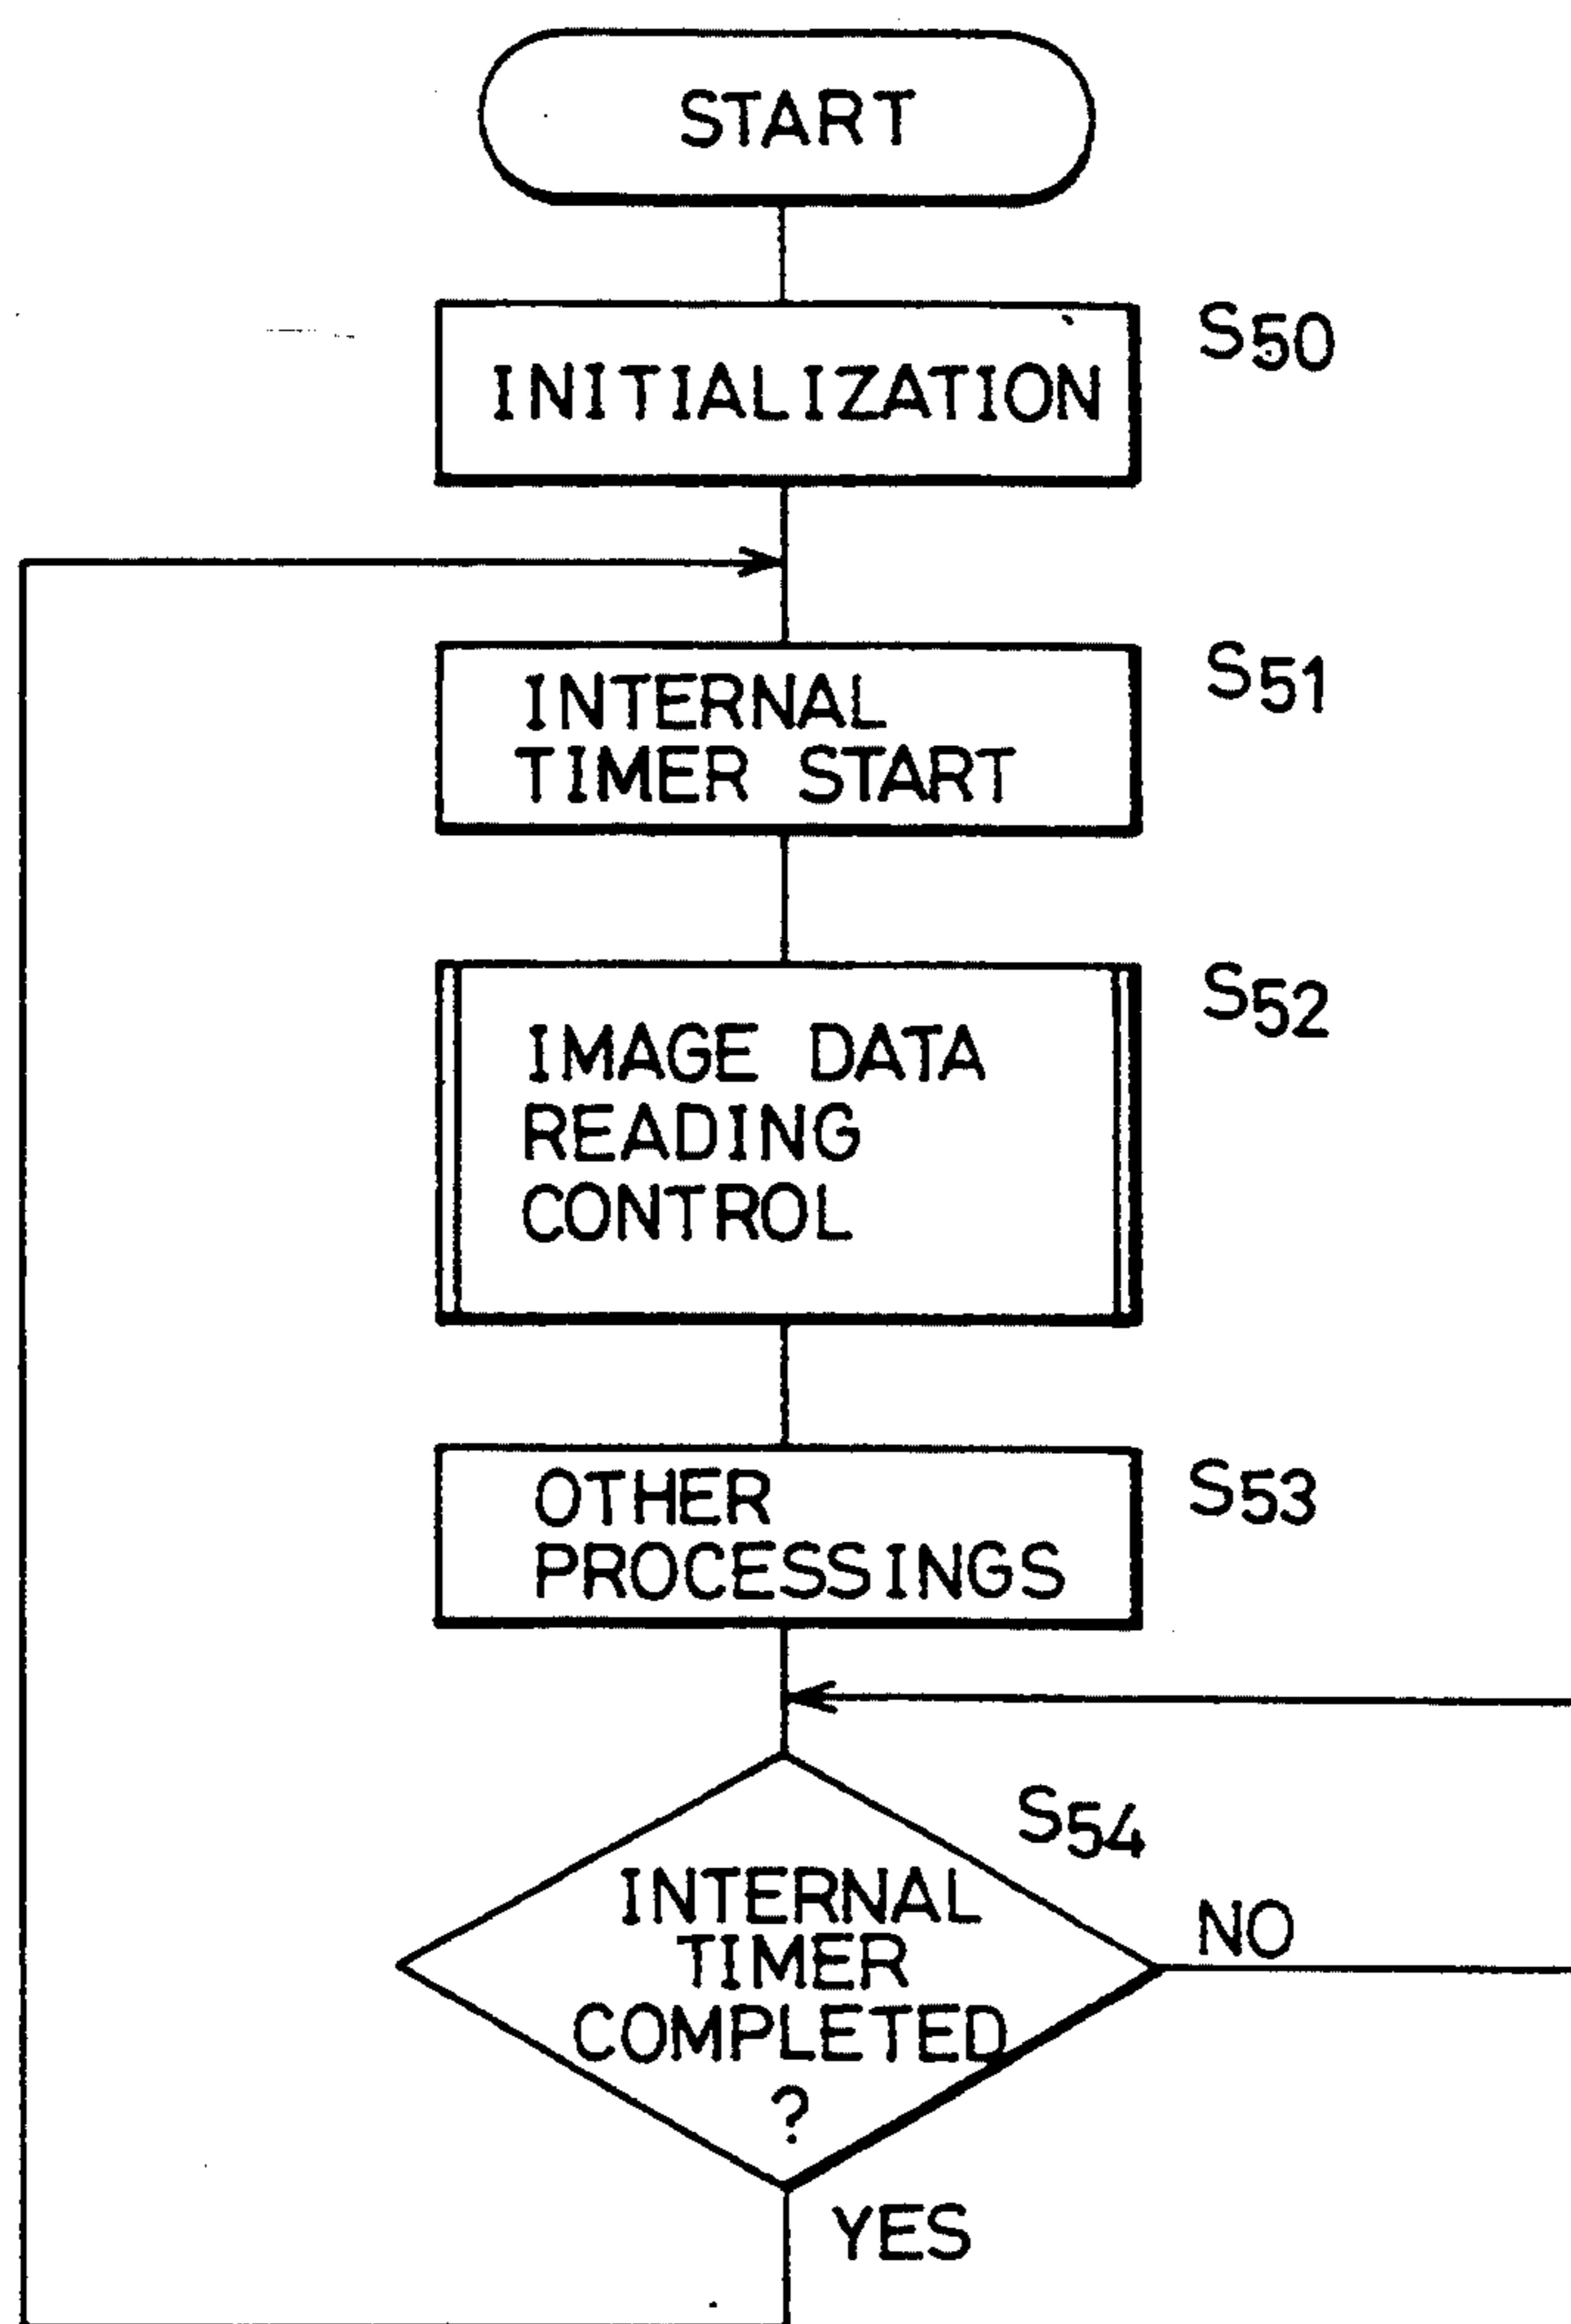 START
INITIALIZATION
S50
INTERNAL
TIMER START
S51
IMAGE DATA
READING
CONTROL
S52
OTHER
PROCESSINGS
S53
S54
INTERNAL
TIMER
COMPLETED
?
NO
YES